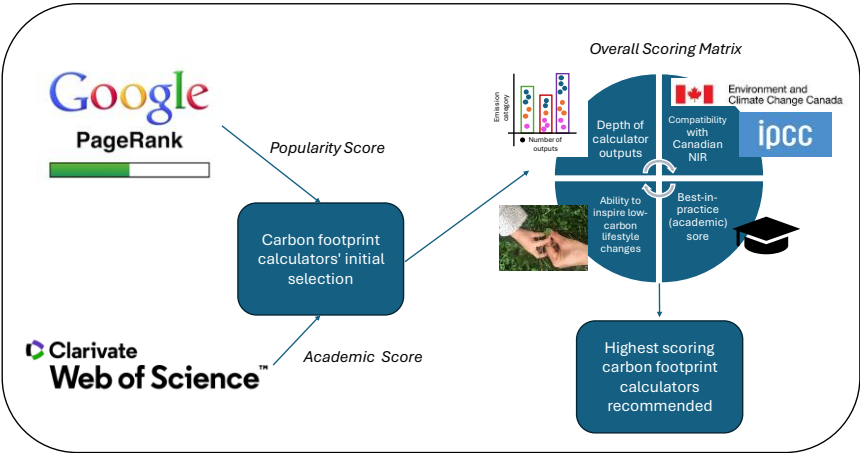 Google
PageRank
Popularity Score
Carbon footprint
calculators' initial
selection
Clarivate
Web of Science™
Academic Score
Overall Scoring Matrix
Emission
category
Number of
outputs
Depth of
calculator
outputs
Environment and
Climate Change Canada
ipcc
Compatibility
with
Canadian
NIR
Ability to
inspire low-
carbon
lifestyle
changes
Best-in-
practice
(academic)
sore
Highest scoring
carbon footprint
calculators
recommended